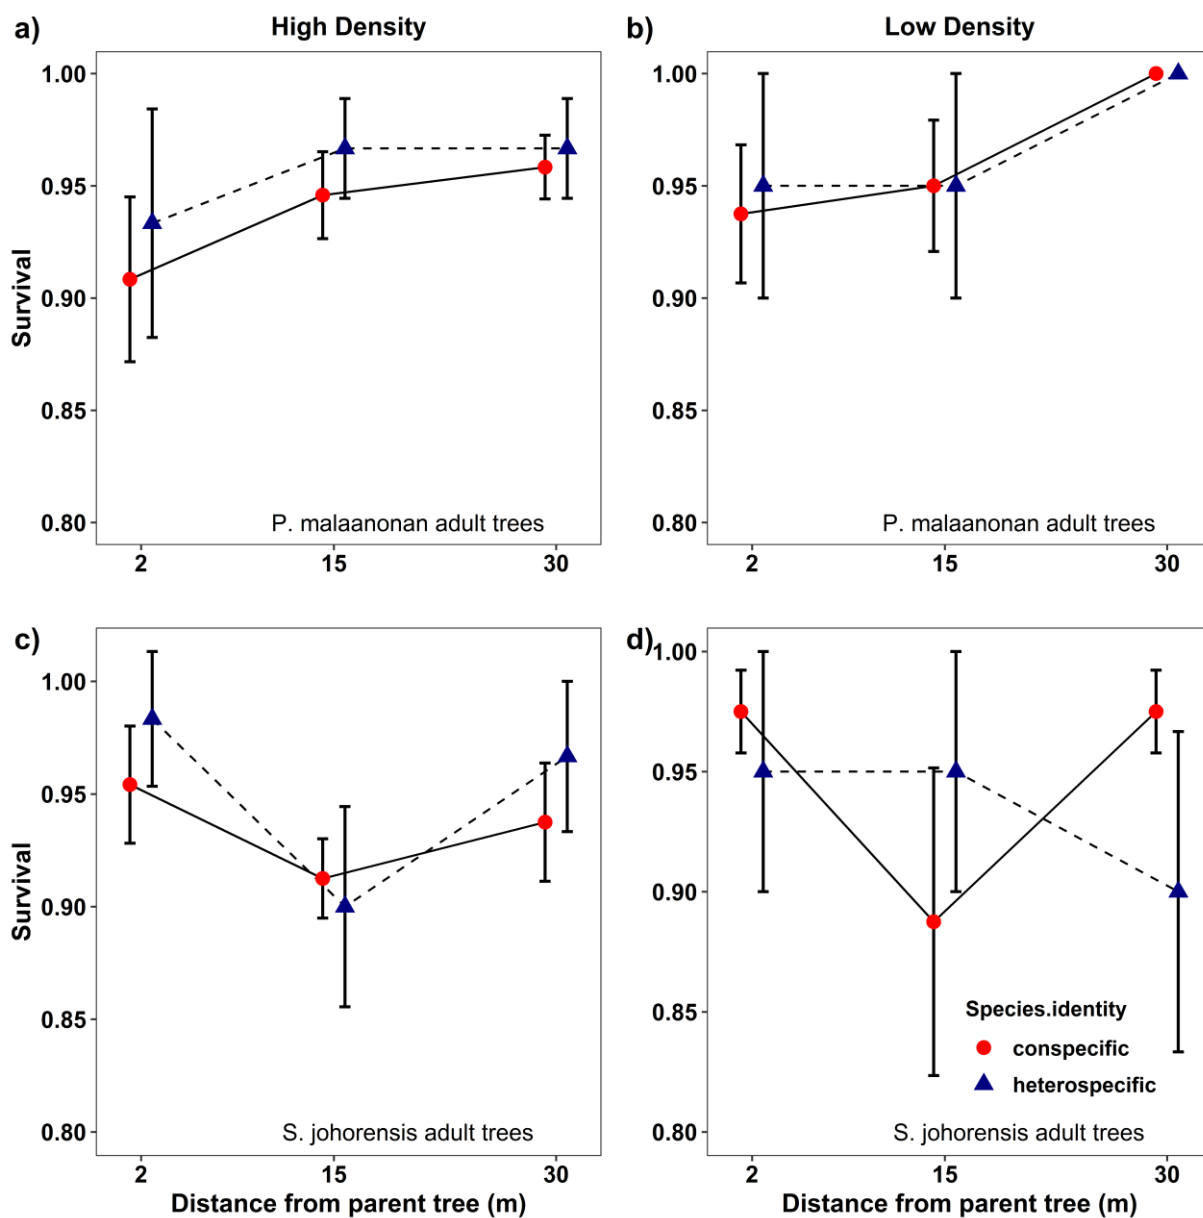 a)
High Density
b)
Low Density
Survival
1.00
0.95
0.90
0.85
0.80
P. malaanonan adult trees
2
15
30
1.00
0.95
0.90
0.85
0.80
P. malaanonan adult trees
2
15
30
c)
Survival
1.00
0.95
0.90
0.85
0.80
S. johorensis adult trees
2
15
30
Distance from parent tree (m)
d)
1.00
0.95
0.90
0.85
0.80
Species.identity
conspecific
heterospecific
S. johorensis adult trees
2
15
30
Distance from parent tree (m)